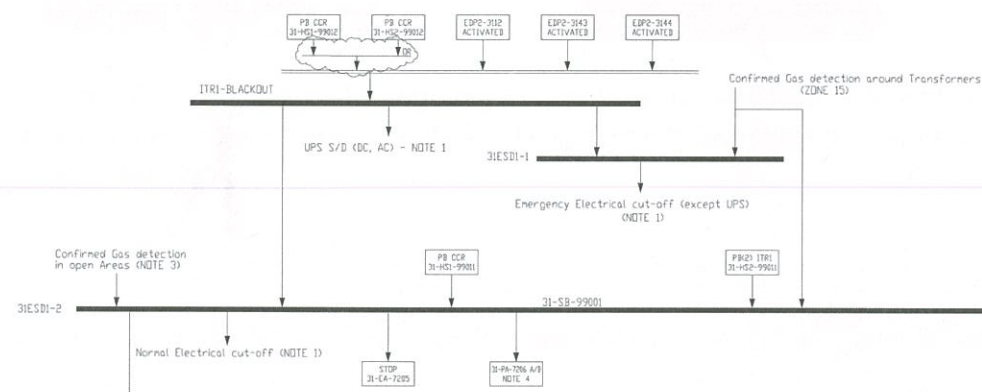 PB CCR
31-HS1-99012
PB CCR
31-HS2-99012
EDP2-3112
ACTIVATED
EDP2-3143
ACTIVATED
EDP2-3144
ACTIVATED
OR
ITR1-BLACKOUT
Confirmed Gas detection around Transformers
(ZONE 15)
UPS S/D (DC, AC) - NOTE 1
31ESD1-1
Emergency Electrical cut-off (except UPS)
(NOTE 1)
Confirmed Gas detection
in open Areas (NOTE 3)
PB CCR
31-HS1-99011
PB(2) ITR1
31-HS2-99011
31ESD1-2
31-SB-99001
Normal Electrical cut-off (NOTE 1)
STOP
31-EA-7205
31-PA-7206 A/B
NOTE 4